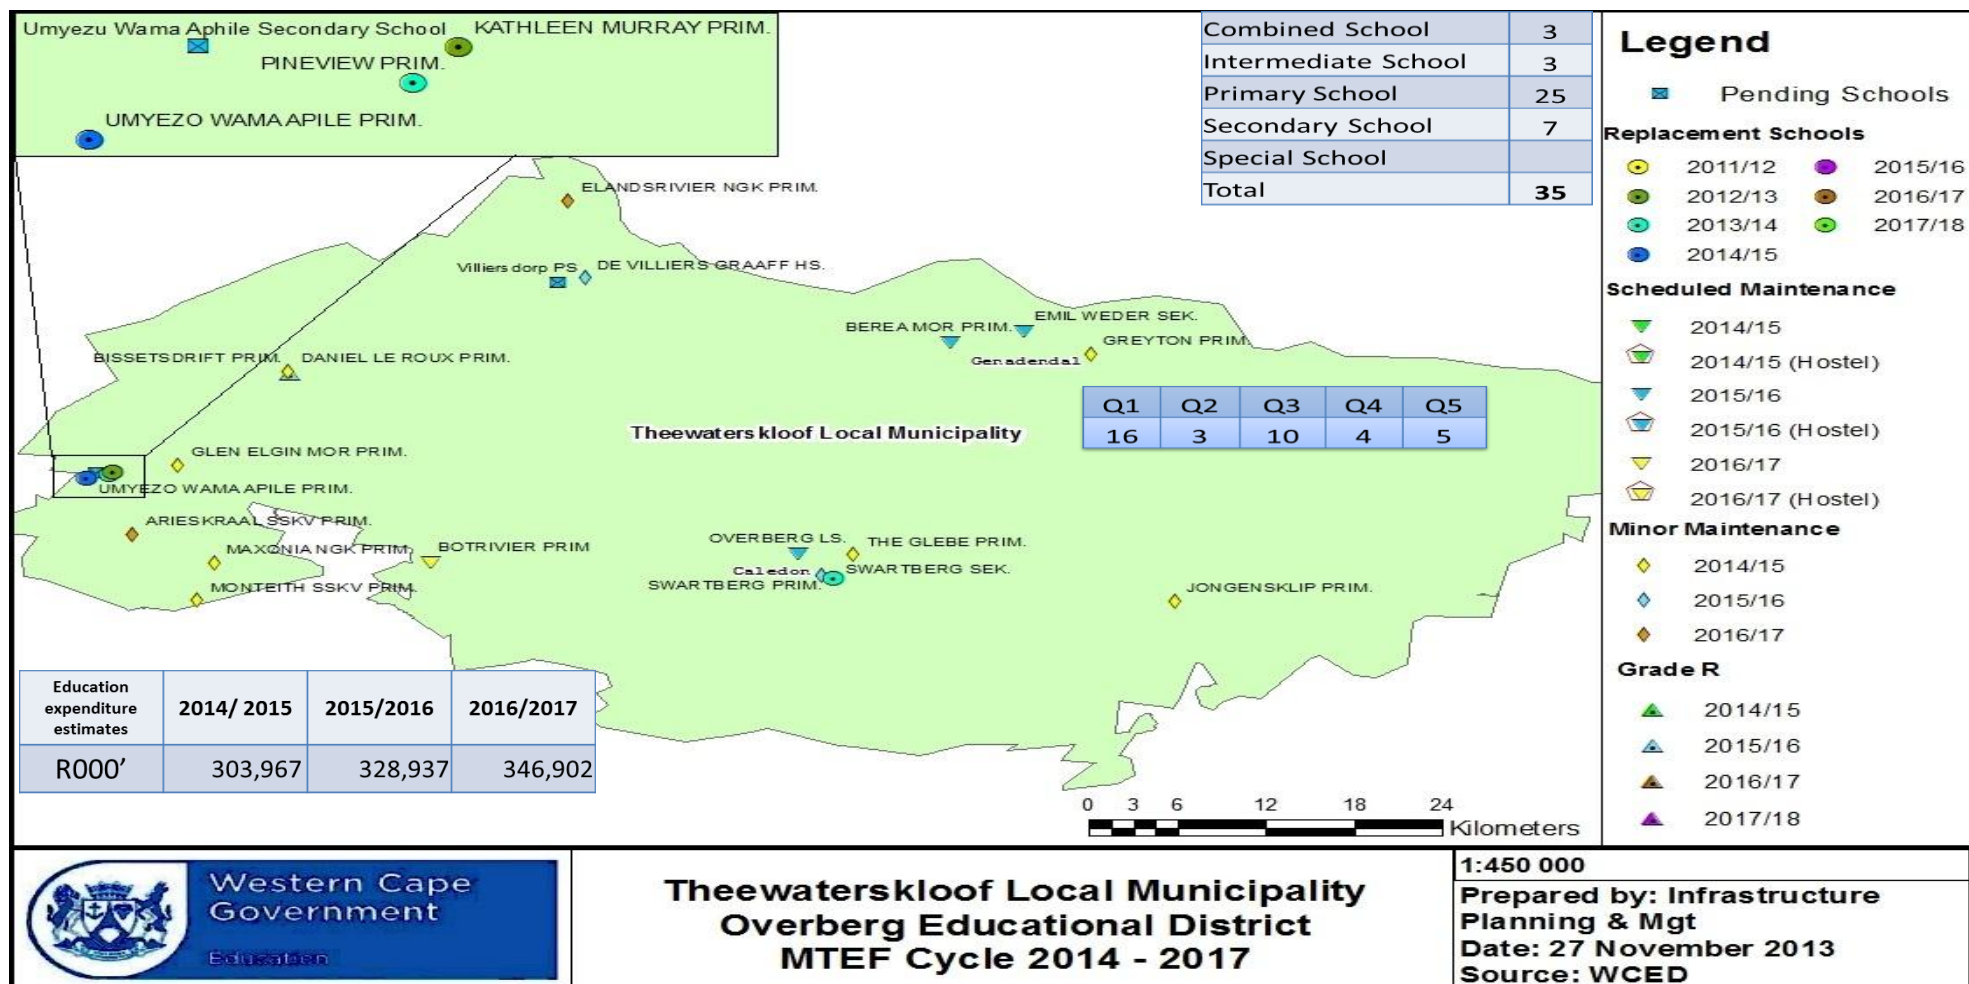 Umyezu Wama Aphile Secondary School
KATHLEEN MURRAY PRIM.
PINEVIEW PRIM.
UMYEZO WAMA APILE PRIM.
Combined School 3
Intermediate School 3
Primary School 25
Secondary School 7
Special School
Total 35
ELANDSRIVIER NGK PRIM.
Villiersdorp PS
DE VILLIERS GRAAFF HS.
BEREA MOR PRIM.
EMIL WEDER SEK.
GREYTON PRIM.
Genadendal
BISSETSDRIFT PRIM.
DANIEL LE ROUX PRIM.
Q1 Q2 Q3 Q4 Q5
16 3 10 4 5
Theewaterskloof Local Municipality
GLEN ELGIN MOR PRIM.
UMYEZO WAMA APILE PRIM.
ARIESKRAAL SSKV PRIM.
MAXONIA NGK PRIM.
BOTRIVIER PRIM
MONTEITH SSKV PRIM.
OVERBERG LS.
THE GLEBE PRIM.
Caledon
SWARTBERG SEK.
SWARTBERG PRIM.
JONGENSKLIP PRIM.
Education expenditure estimates 2014/ 2015 2015/2016 2016/2017
R000’ 303,967 328,937 346,902
0 3 6 12 18 24
Kilometers
Legend
Pending Schools
Replacement Schools
2011/12 2015/16
2012/13 2016/17
2013/14 2017/18
2014/15
Scheduled Maintenance
2014/15
2014/15 (Hostel)
2015/16
2015/16 (Hostel)
2016/17
2016/17 (Hostel)
Minor Maintenance
2014/15
2015/16
2016/17
Grade R
2014/15
2015/16
2016/17
2017/18
Western Cape
Government
Education
Theewaterskloof Local Municipality
Overberg Educational District
MTEF Cycle 2014 - 2017
1:450 000
Prepared by: Infrastructure
Planning & Mgt
Date: 27 November 2013
Source: WCED